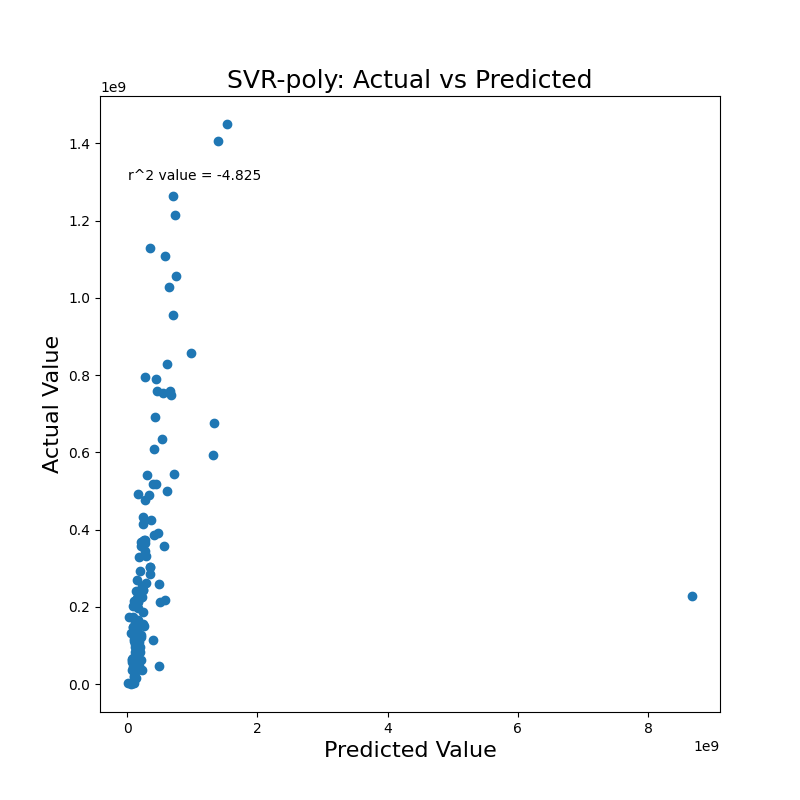 SVR-poly: Actual vs Predicted
1e9
r^2 value = -4.825
1.4
1.2
1.0
0.8
0.6
0.4
0.2
0.0
Actual Value
0 2 4 6 8
Predicted Value
1e9